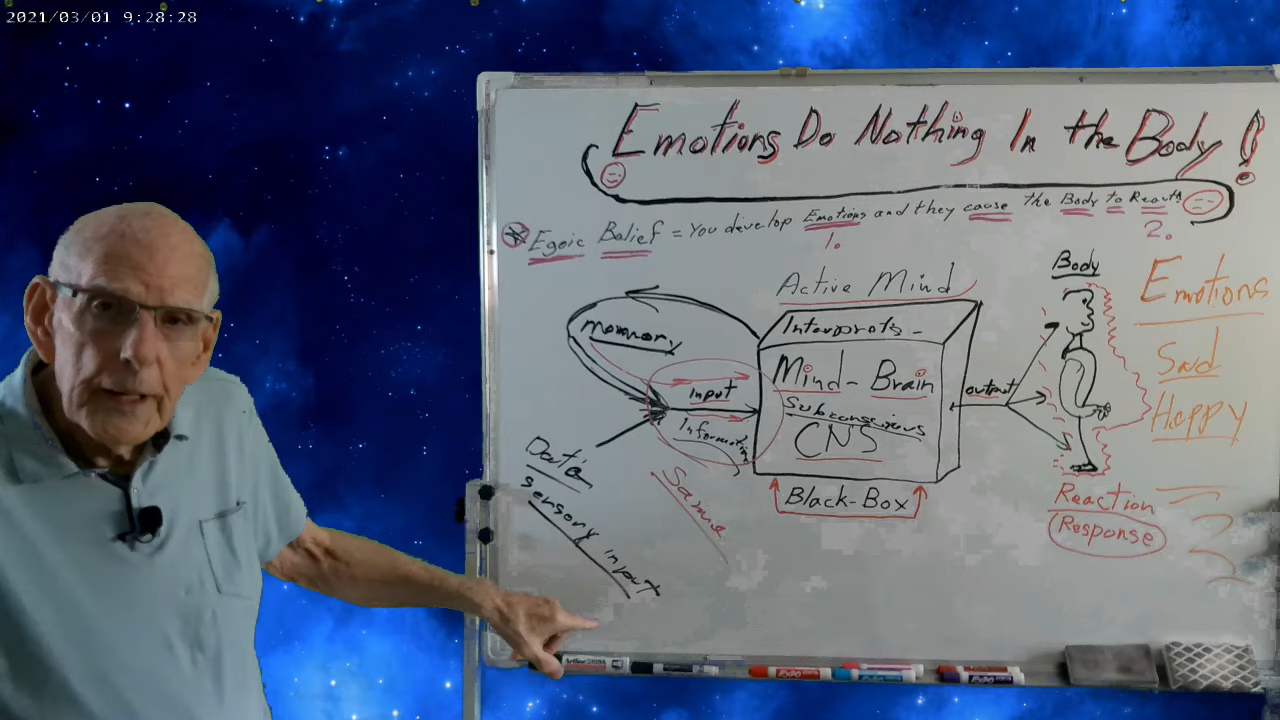 2021/03/01 9:28:28
Emotions Do Nothing In the Body!
* Egoic Belief = You develop Emotions and they cause the Body to React
1. 2.
Active Mind
Body
Emotions
Sad
Happy
Memory
Interprets -
Mind-Brain
Subconscious
CNS
input
Information
output
Data
sensory input
Same
Black-Box
Reaction
Response
EXPO